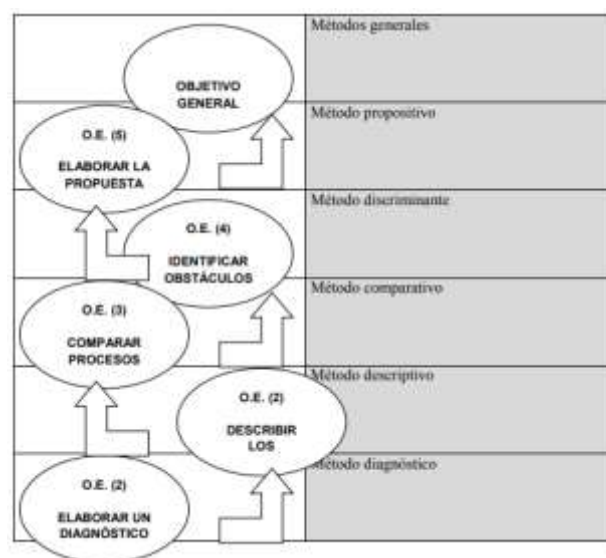 Métodos generales
OBJETIVO
GENERAL
Método propositivo
O.E. (5)
ELABORAR LA
PROPUESTA
Método discriminante
O.E. (4)
IDENTIFICAR
OBSTÁCULOS
Método comparativo
O.E. (3)
COMPARAR
PROCESOS
Método descriptivo
O.E. (2)
DESCRIBIR
LOS
Método diagnóstico
O.E. (2)
ELABORAR UN
DIAGNÓSTICO